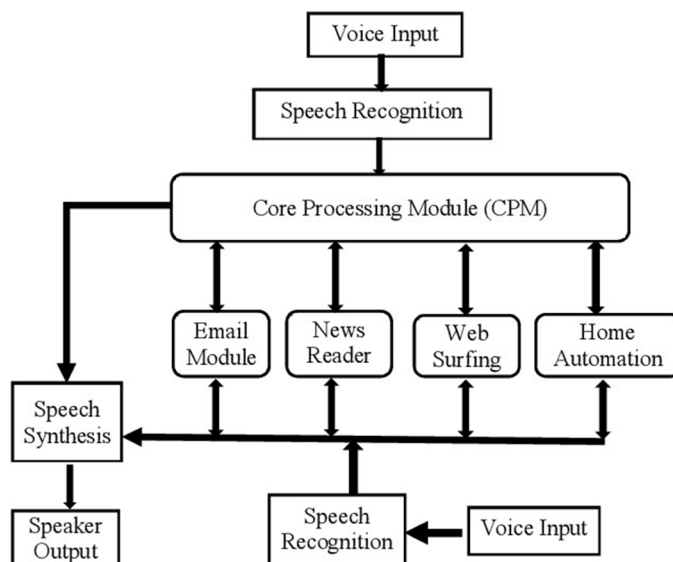 Voice Input
Speech Recognition
Core Processing Module (CPM)
Email
Module
News
Reader
Web
Surfing
Home
Automation
Speech
Synthesis
Speaker
Output
Speech
Recognition
Voice Input